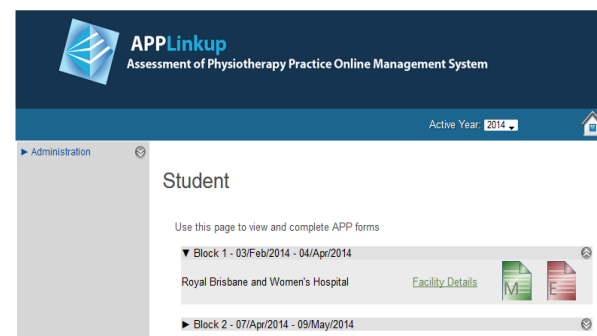 APPLinkup
Assessment of Physiotherapy Practice Online Management System
Active Year: 2014
► Administration
Student
Use this page to view and complete APP forms
▼ Block 1 - 03/Feb/2014 - 04/Apr/2014
Royal Brisbane and Women's Hospital Facility Details M E
► Block 2 - 07/Apr/2014 - 09/May/2014